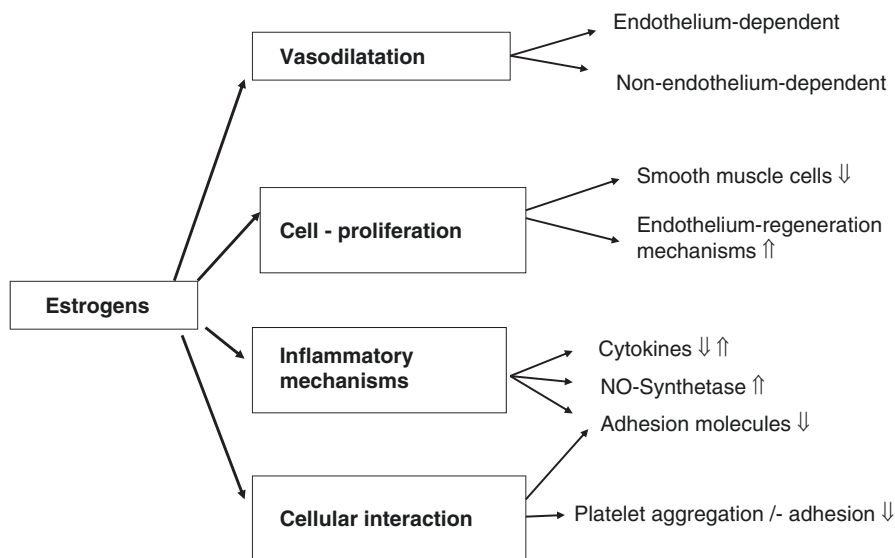 Endothelium-dependent
Vasodilatation
Non-endothelium-dependent
Smooth muscle cells ⇓
Cell - proliferation
Endothelium-regeneration
mechanisms ⇑
Estrogens
Inflammatory
mechanisms
Cytokines ⇓⇑
NO-Synthetase ⇑
Adhesion molecules ⇓
Cellular interaction
Platelet aggregation /- adhesion ⇓